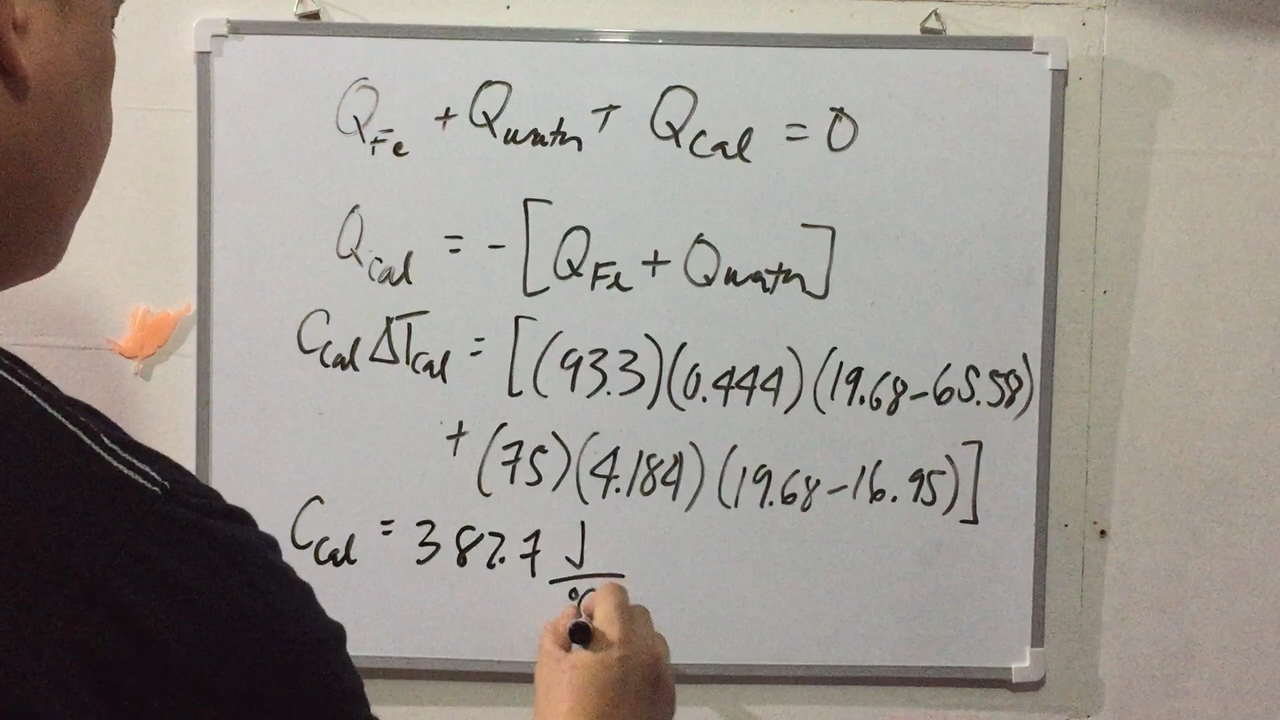 Q_Fe + Q_water + Q_cal = 0
Q_cal = -[Q_Fe + Q_water]
C_cal ΔT_cal = [(93.3)(0.444)(19.68-65.58)
+ (75)(4.184)(19.68-16.95)]
C_cal = 387.7 J/°C